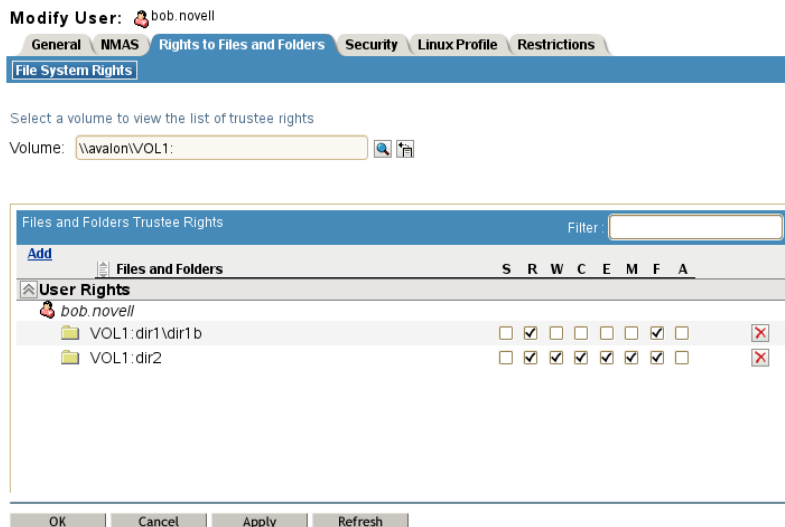 Modify User: bob.novell
General NMAS Rights to Files and Folders Security Linux Profile Restrictions
File System Rights
Select a volume to view the list of trustee rights
Volume: \\avalon\VOL1:
Files and Folders Trustee Rights Filter :
Add
Files and Folders S R W C E M F A
User Rights
bob.novell
VOL1:dir1\dir1b
VOL1:dir2
OK Cancel Apply Refresh